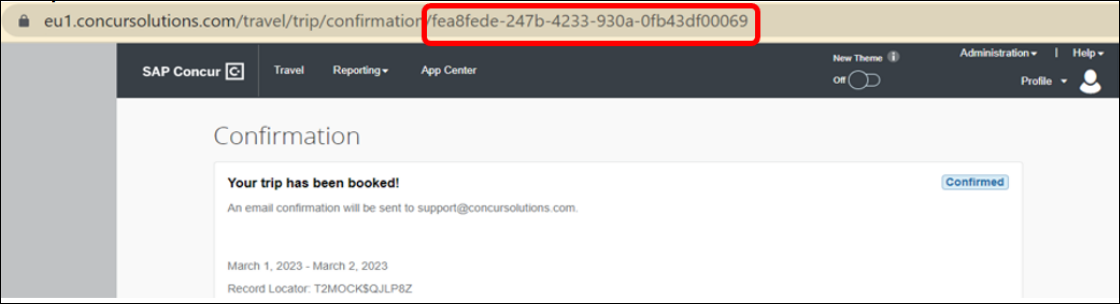 eu1.concursolutions.com/travel/trip/confirmation/fea8fede-247b-4233-930a-0fb43df00069
SAP Concur C Travel Reporting App Center New Theme i Off Administration | Help Profile
Confirmation
Your trip has been booked! Confirmed
An email confirmation will be sent to support@concursolutions.com.
March 1, 2023 - March 2, 2023
Record Locator: T2MOCK$QJLP8Z